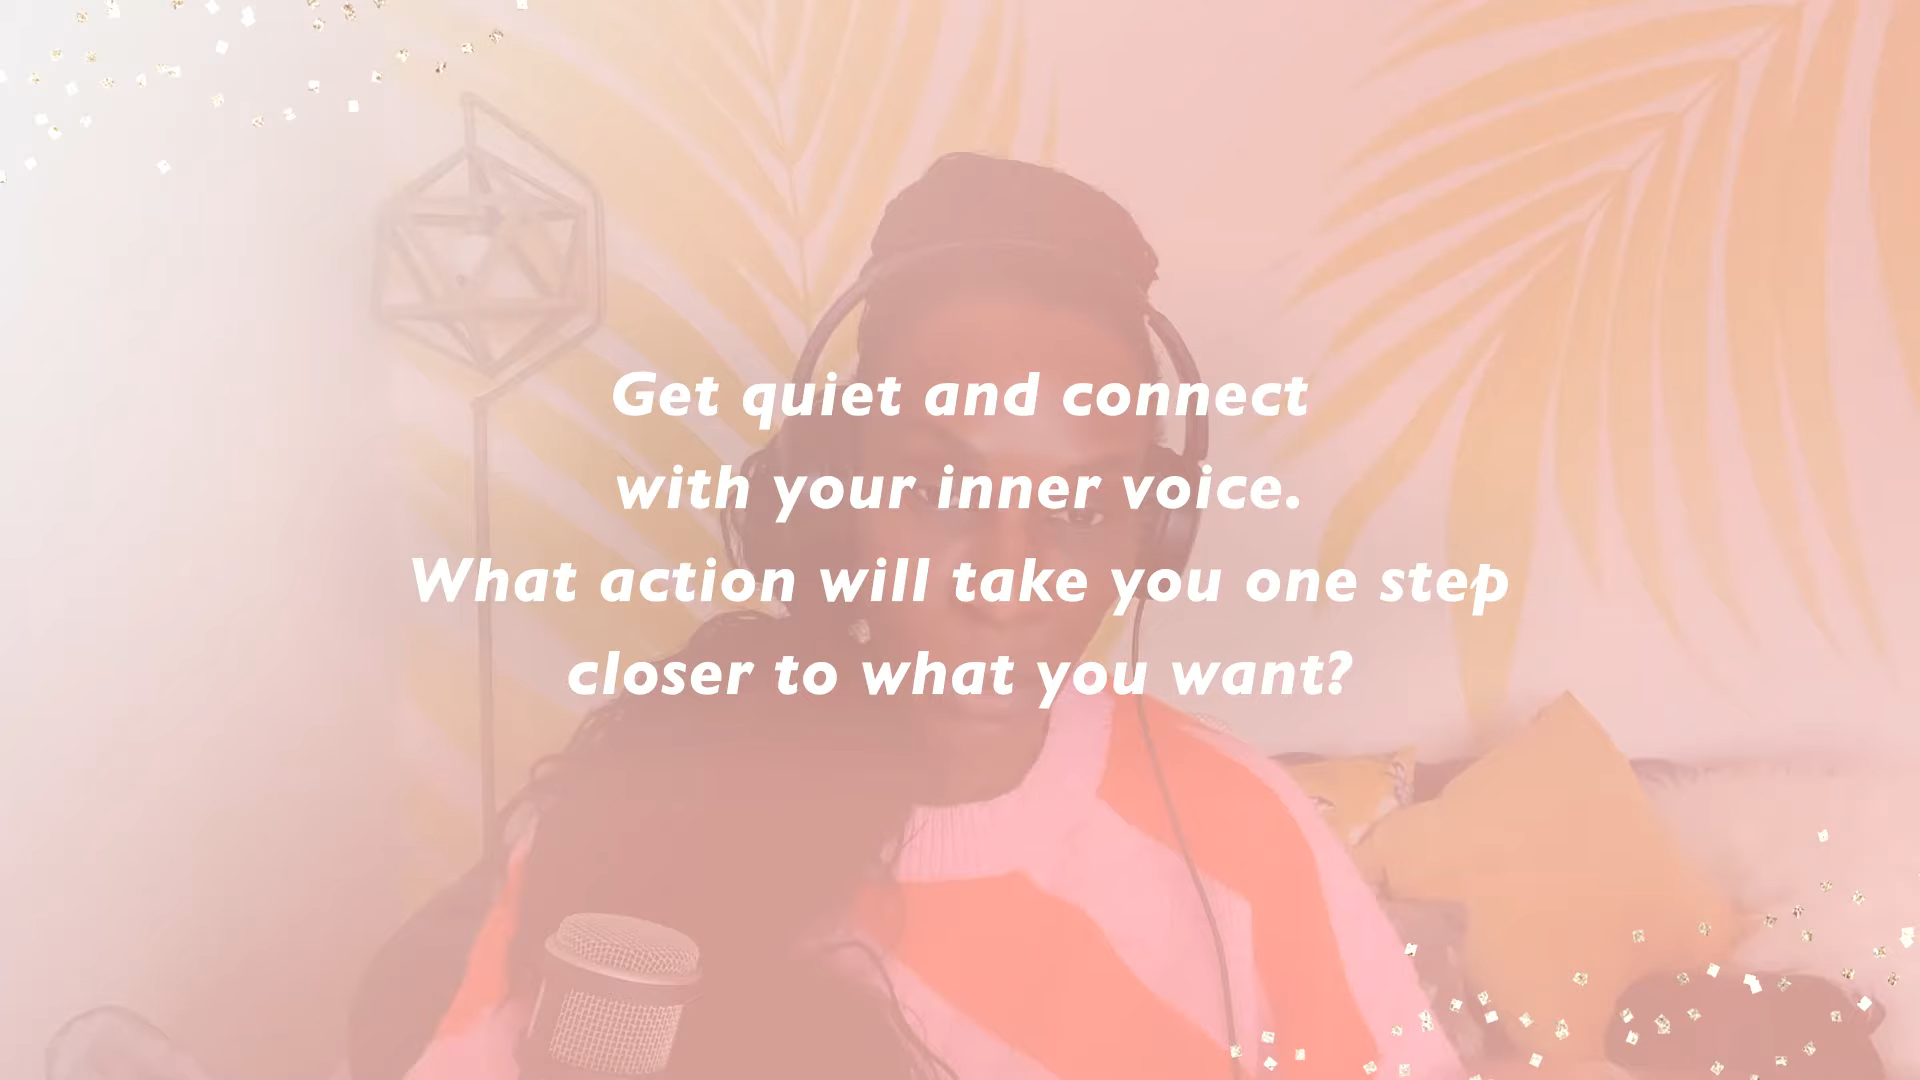 Get quiet and connect
with your inner voice.
What action will take you one step
closer to what you want?